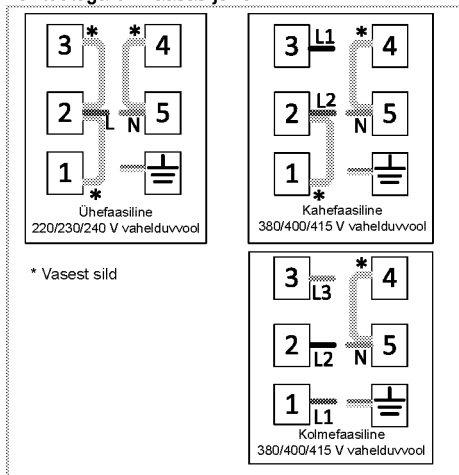 3 * * 4
2 L N 5
1 *
Ühefaasiline
220/230/240 V vahelduvvool
3 L1 * 4
2 L2 N 5
1 *
Kahefaasiline
380/400/415 V vahelduvvool
* Vasest sild
3 L3 * 4
2 L2 N 5
1 L1
Kolmefaasiline
380/400/415 V vahelduvvool